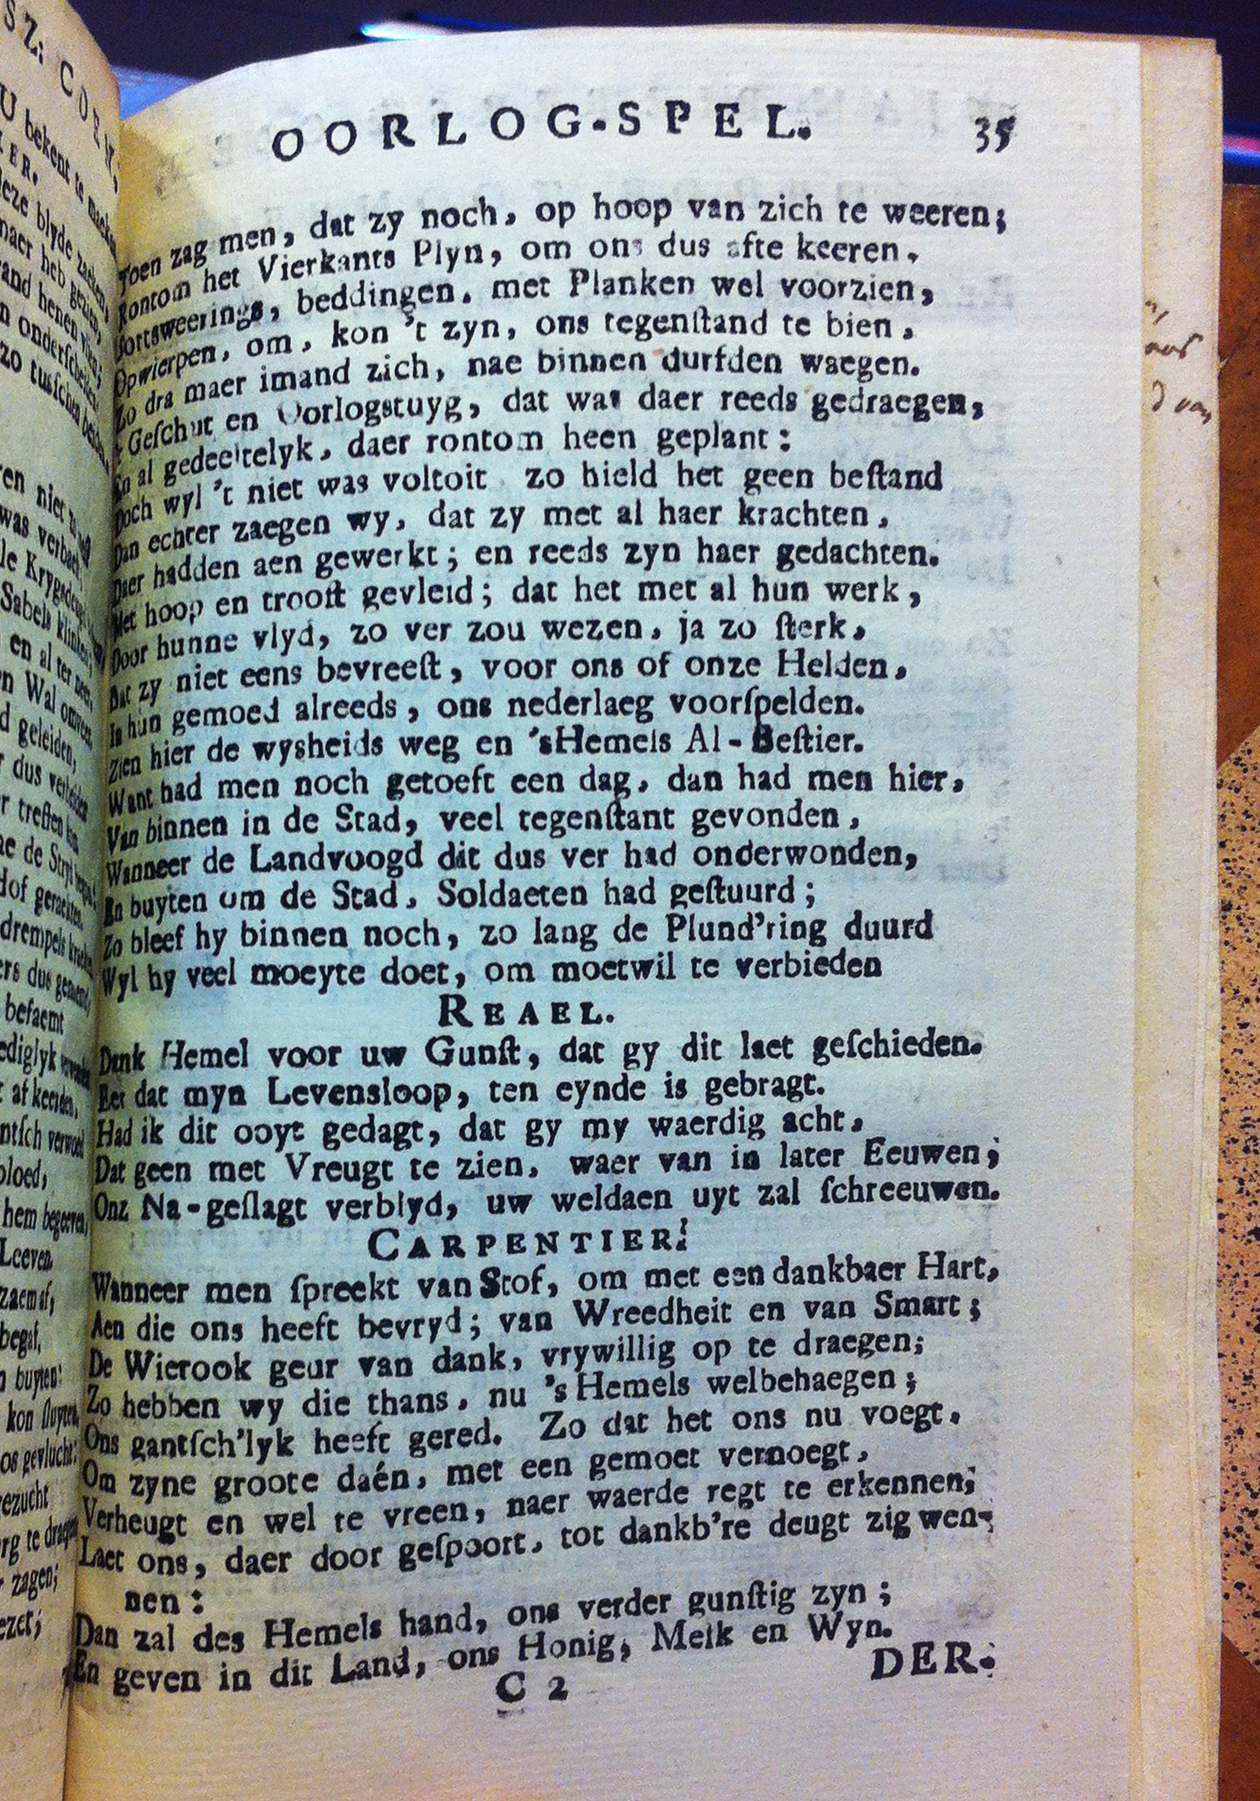 OORLOG-SPEL. 35
Toen zag men, dat zy noch, op hoop van zich te weeren;
Rontom het Vierkants Plyn, om ons dus afte keeren,
Bortsweerings, beddingen, met Planken wel voorzien,
Opwierpen, om, kon 't zyn, ons tegenſtand te bien,
Zo dra maer imand zich, nae binnen durfden waegen.
't Geſchut en Oorlogstuyg, dat was daer reeds gedraegen,
En al gedeeltelyk, daer rontom heen geplant:
Doch wyl 't niet was voltoit zo hield het geen beſtand
Dan echter zaegen wy, dat zy met al haer krachten,
Daer hadden aen gewerkt; en reeds zyn haer gedachten.
Met hoop en trooſt gevleid; dat het met al hun werk,
Door hunne vlyd, zo ver zou wezen, ja zo ſterk,
Dat zy niet eens bevreeſt, voor ons of onze Helden,
In hun gemoed alreeds, ons nederlaeg voorſpelden.
Zien hier de wysheids weg en 'sHemels Al-Beſtier.
Want had men noch getoeft een dag, dan had men hier,
Van binnen in de Stad, veel tegenſtant gevonden,
Wanneer de Landvoogd dit dus ver had onderwonden,
En buyten om de Stad, Soldaeten had geſtuurd;
Zo bleef hy binnen noch, zo lang de Plund'ring duurd
Wyl hy veel moeyte doet, om moetwil te verbieden
REAEL.
Dank Hemel voor uw Gunſt, dat gy dit laet geſchieden.
Eer dat myn Levensloop, ten eynde is gebragt.
Had ik dit ooyt gedagt, dat gy my waerdig acht,
Dat geen met Vreugt te zien, waer van in later Eeuwen;
Onz Na-geſlagt verblyd, uw weldaen uyt zal ſchreeuwen.
CARPENTIER.
Wanneer men ſpreekt van Stof, om met een dankbaer Hart,
Aen die ons heeft bevryd; van Wreedheit en van Smart;
De Wierook geur van dank, vrywillig op te draegen;
Zo hebben wy die thans, nu 's Hemels welbehaegen;
Ons gantſch'lyk heeft gered. Zo dat het ons nu voegt,
Om zyne groote daén, met een gemoet vernoegt,
Verheugt en wel te vreen, naer waerde regt te erkennen;
Laet ons, daer door geſpoort, tot dankb're deugt zig wen-
nen:
Dan zal des Hemels hand, ons verder gunſtig zyn;
En geven in dit Land, ons Honig, Melk en Wyn.
C 2 DER.